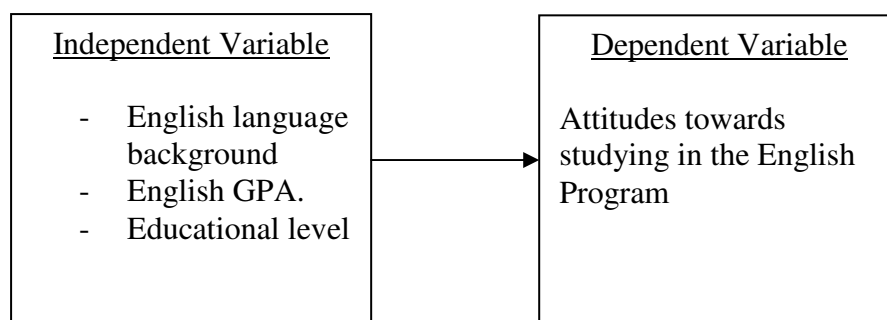 Independent Variable
- English language
background
- English GPA.
- Educational level
Dependent Variable
Attitudes towards
studying in the English
Program